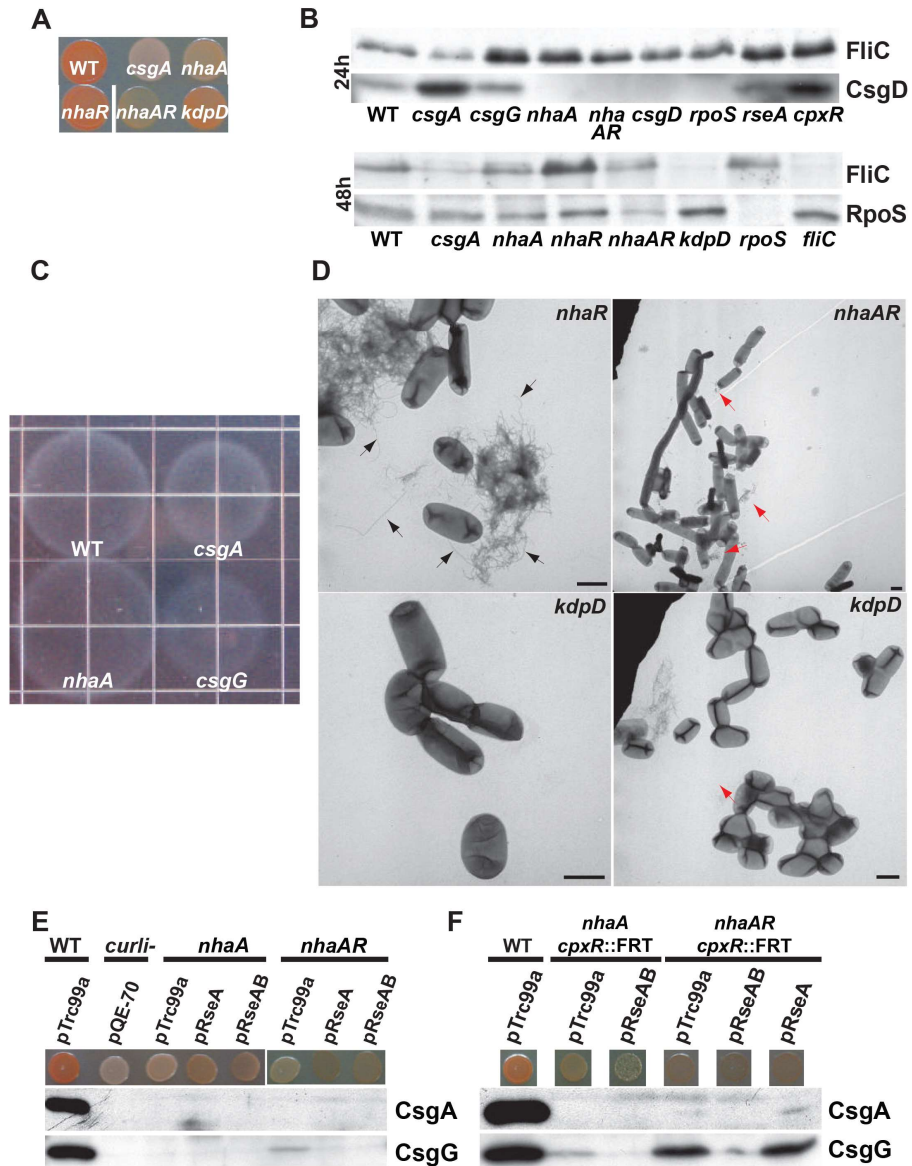 A
WT csgA nhaA
nhaR nhaAR kdpD
B
24h
FliC
CsgD
WT csgA csgG nhaA nha AR csgD rpoS rseA cpxR
48h
FliC
RpoS
WT csgA nhaA nhaR nhaAR kdpD rpoS fliC
C
WT csgA
nhaA csgG
D
nhaR nhaAR
kdpD kdpD
E
WT curli- nhaA nhaAR
pTrc99a pQE-70 pTrc99a pRseA pRseAB pTrc99a pRseA pRseAB
CsgA
CsgG
F
WT nhaA cpxR::FRT nhaAR cpxR::FRT
pTrc99a pTrc99a pRseAB pTrc99a pRseAB pRseA
CsgA
CsgG